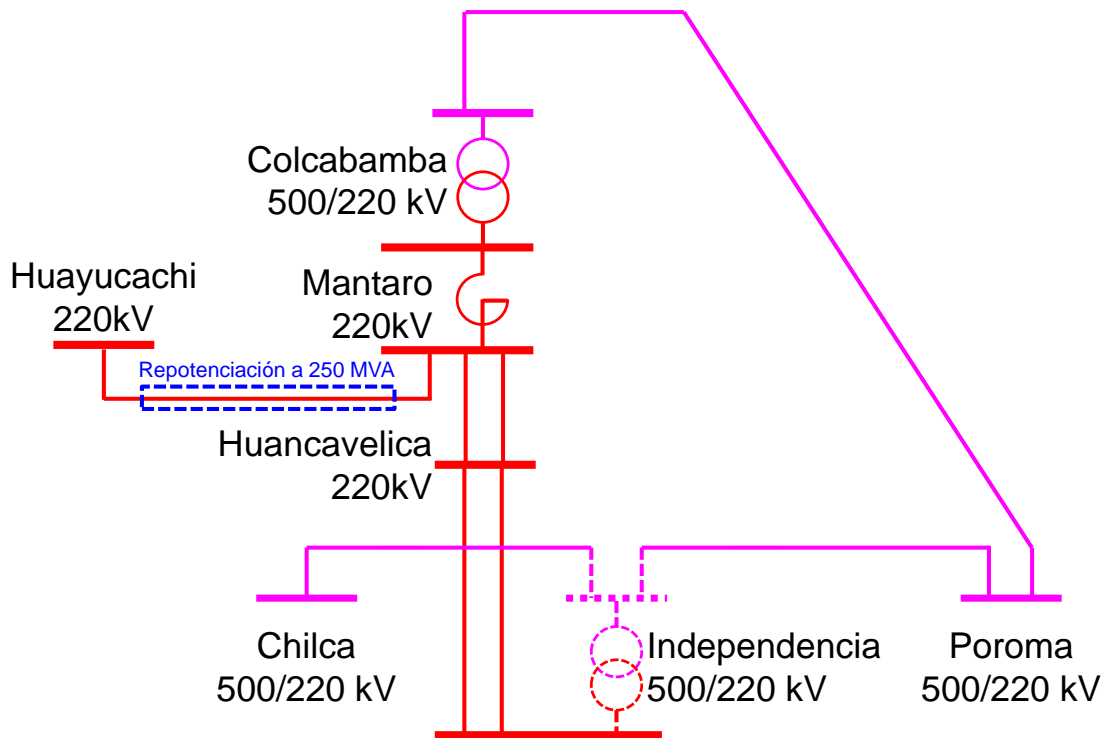 Colcabamba
500/220 kV
Huayucachi
220kV
Mantaro
220kV
Repotenciación a 250 MVA
Huancavelica
220kV
Chilca
500/220 kV
Independencia
500/220 kV
Poroma
500/220 kV